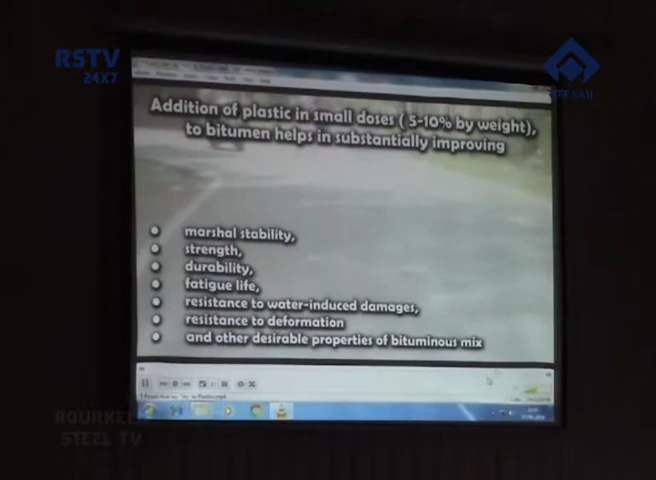 RSTV
24X7
Addition of plastic in small doses ( 5-10% by weight),
to bitumen helps in substantially improving
marshal stability,
strength,
durability,
fatigue life,
resistance to water-induced damages,
resistance to deformation
and other desirable properties of bituminous mix
STEEL TV